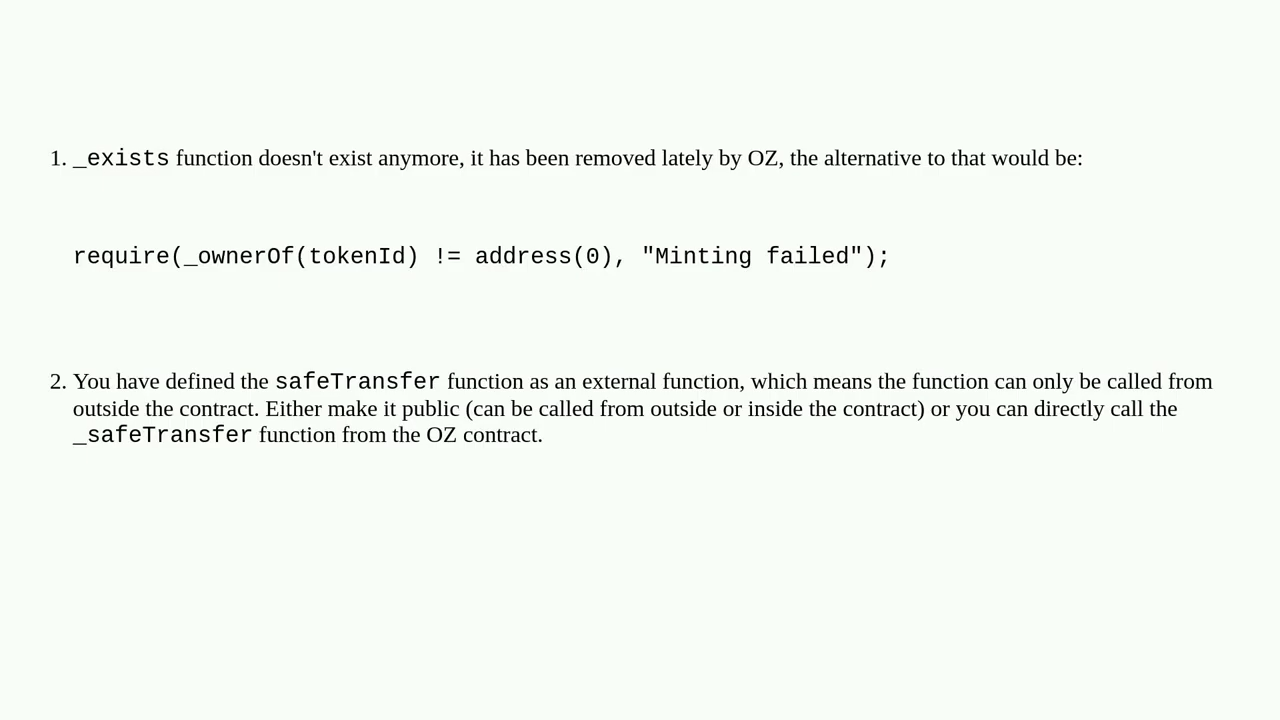 1. _exists function doesn't exist anymore, it has been removed lately by OZ, the alternative to that would be:
require(_ownerOf(tokenId) != address(0), "Minting failed");
2. You have defined the safeTransfer function as an external function, which means the function can only be called from
outside the contract. Either make it public (can be called from outside or inside the contract) or you can directly call the
_safeTransfer function from the OZ contract.